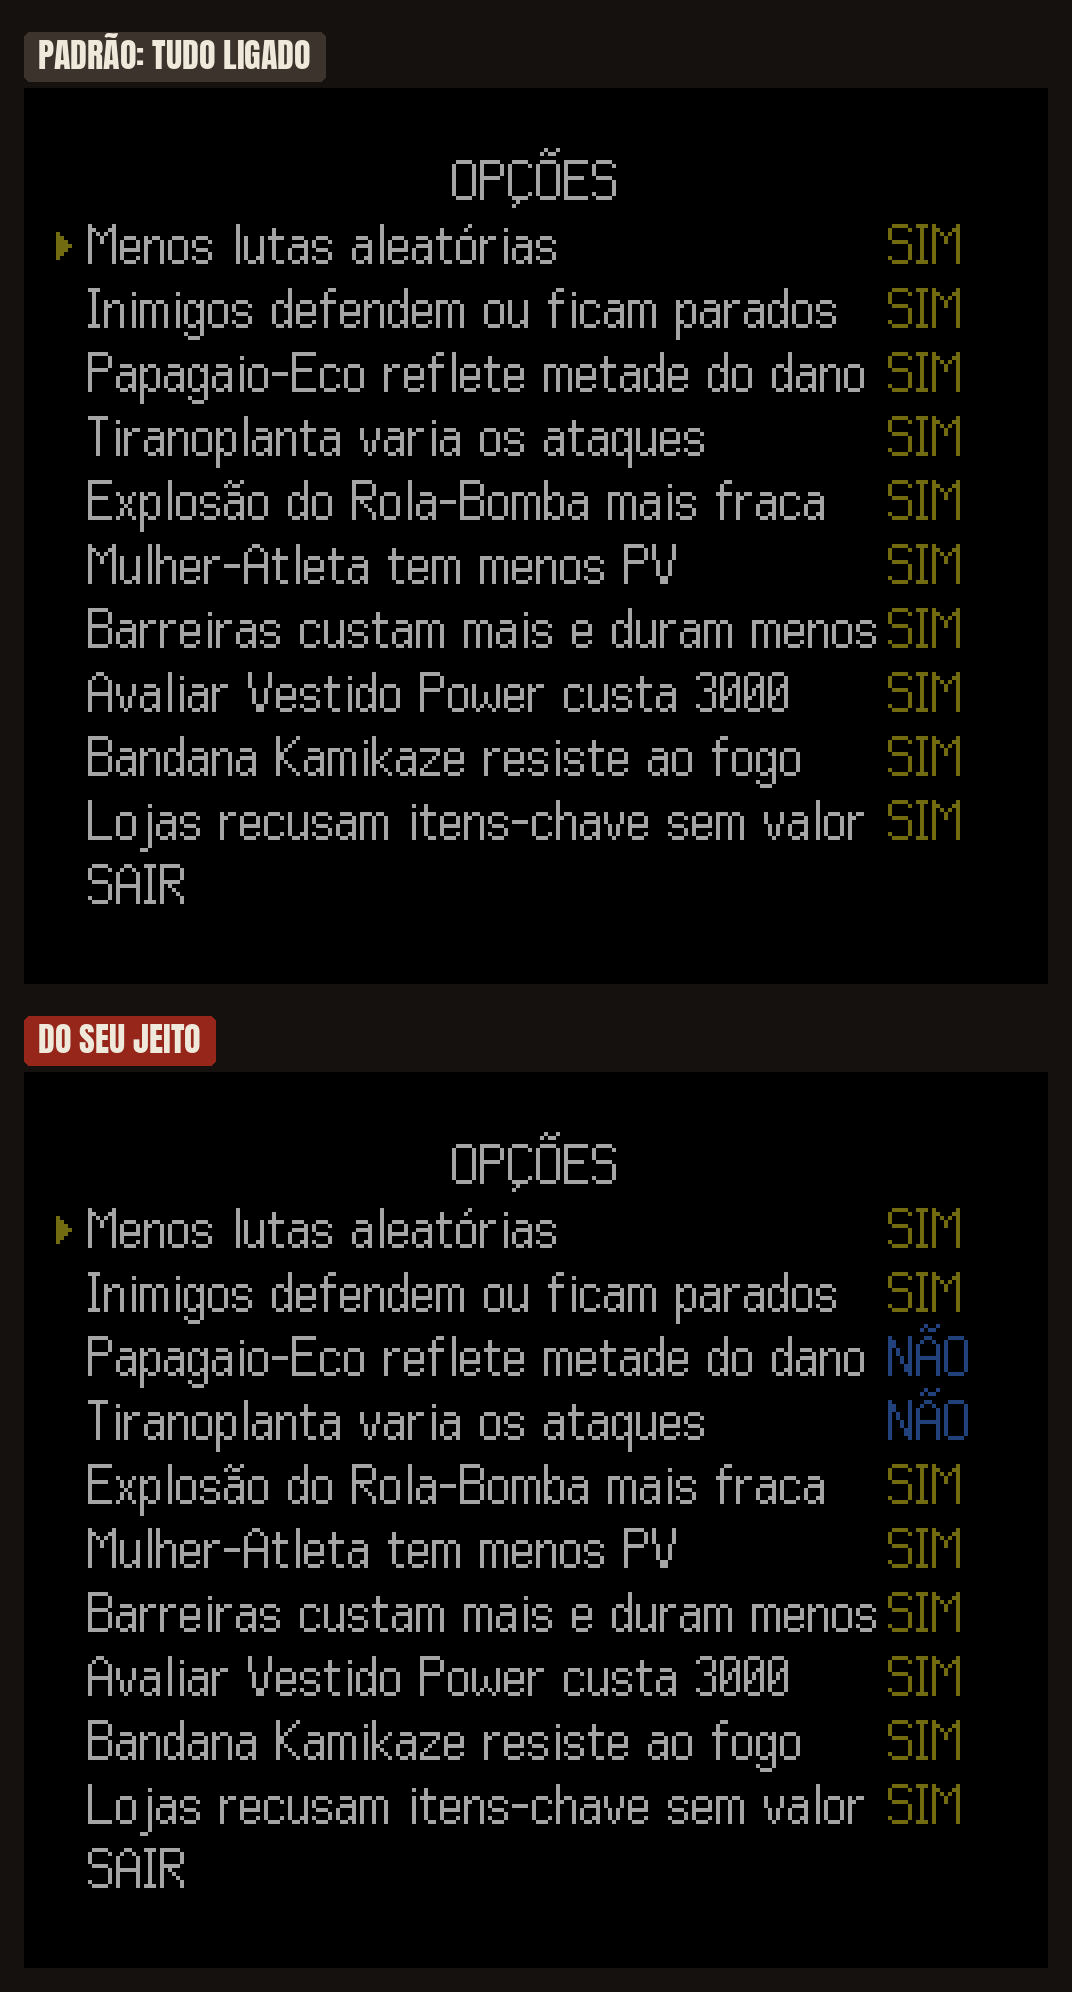 PADRÃO: TUDO LIGADO
OPÇÕES
Menos lutas aleatórias SIM
Inimigos defendem ou ficam parados SIM
Papagaio-Eco reflete metade do dano SIM
Tiranoplanta varia os ataques SIM
Explosão do Rola-Bomba mais fraca SIM
Mulher-Atleta tem menos PV SIM
Barreiras custam mais e duram menos SIM
Avaliar Vestido Power custa 3000 SIM
Bandana Kamikaze resiste ao fogo SIM
Lojas recusam itens-chave sem valor SIM
SAIR
DO SEU JEITO
OPÇÕES
Menos lutas aleatórias SIM
Inimigos defendem ou ficam parados SIM
Papagaio-Eco reflete metade do dano NÃO
Tiranoplanta varia os ataques NÃO
Explosão do Rola-Bomba mais fraca SIM
Mulher-Atleta tem menos PV SIM
Barreiras custam mais e duram menos SIM
Avaliar Vestido Power custa 3000 SIM
Bandana Kamikaze resiste ao fogo SIM
Lojas recusam itens-chave sem valor SIM
SAIR